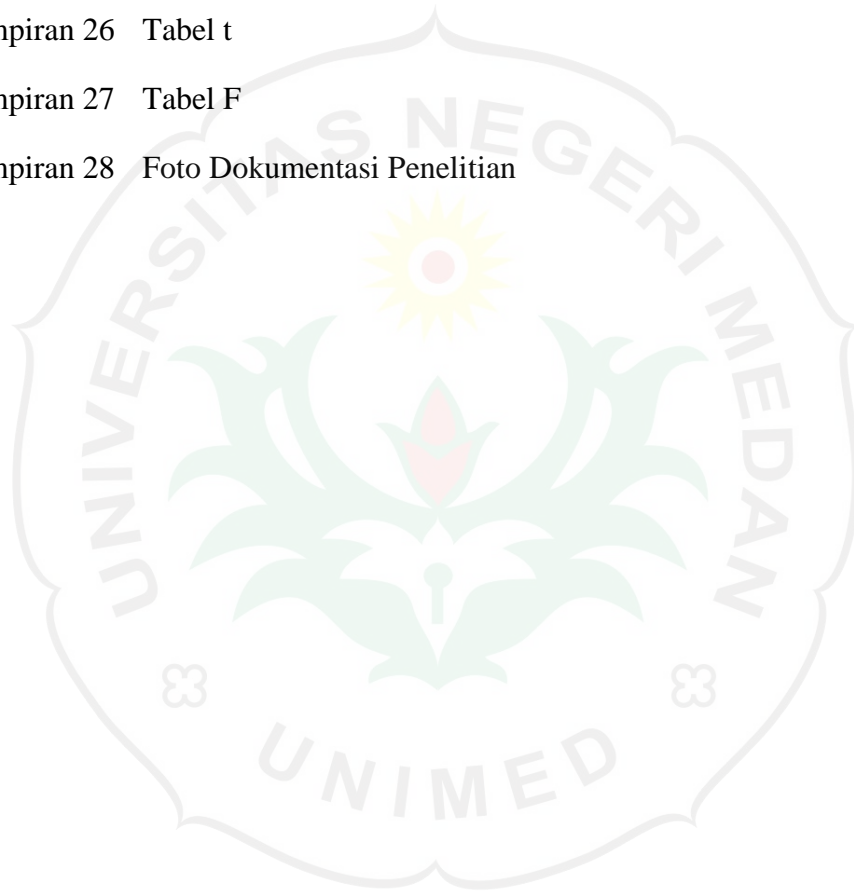 npiran 26 Tabel t
npiran 27 Tabel F
npiran 28 Foto Dokumentasi Penelitian
UNIVERSITAS NEGERI MEDAN
UNIMED